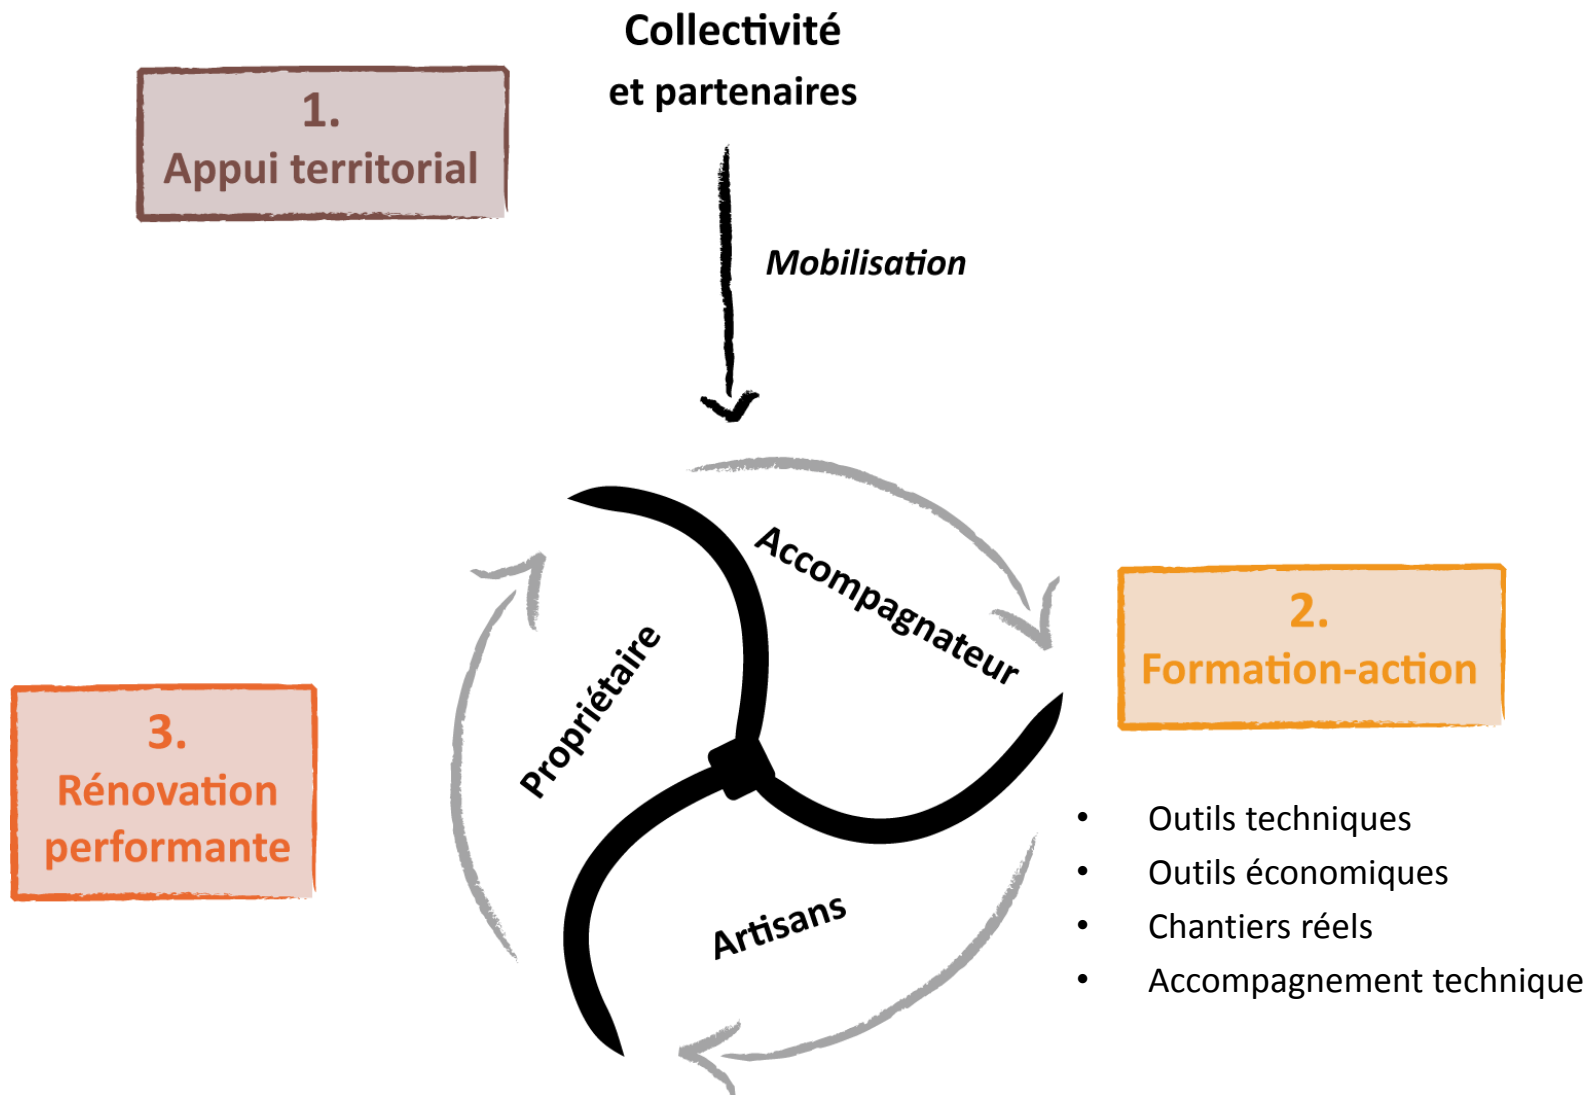 Collectivité
et partenaires
1.
Appui territorial
Mobilisation
Accompagnateur
Propriétaire
Artisans
2.
Formation-action
• Outils techniques
• Outils économiques
• Chantiers réels
• Accompagnement technique
3.
Rénovation
performante